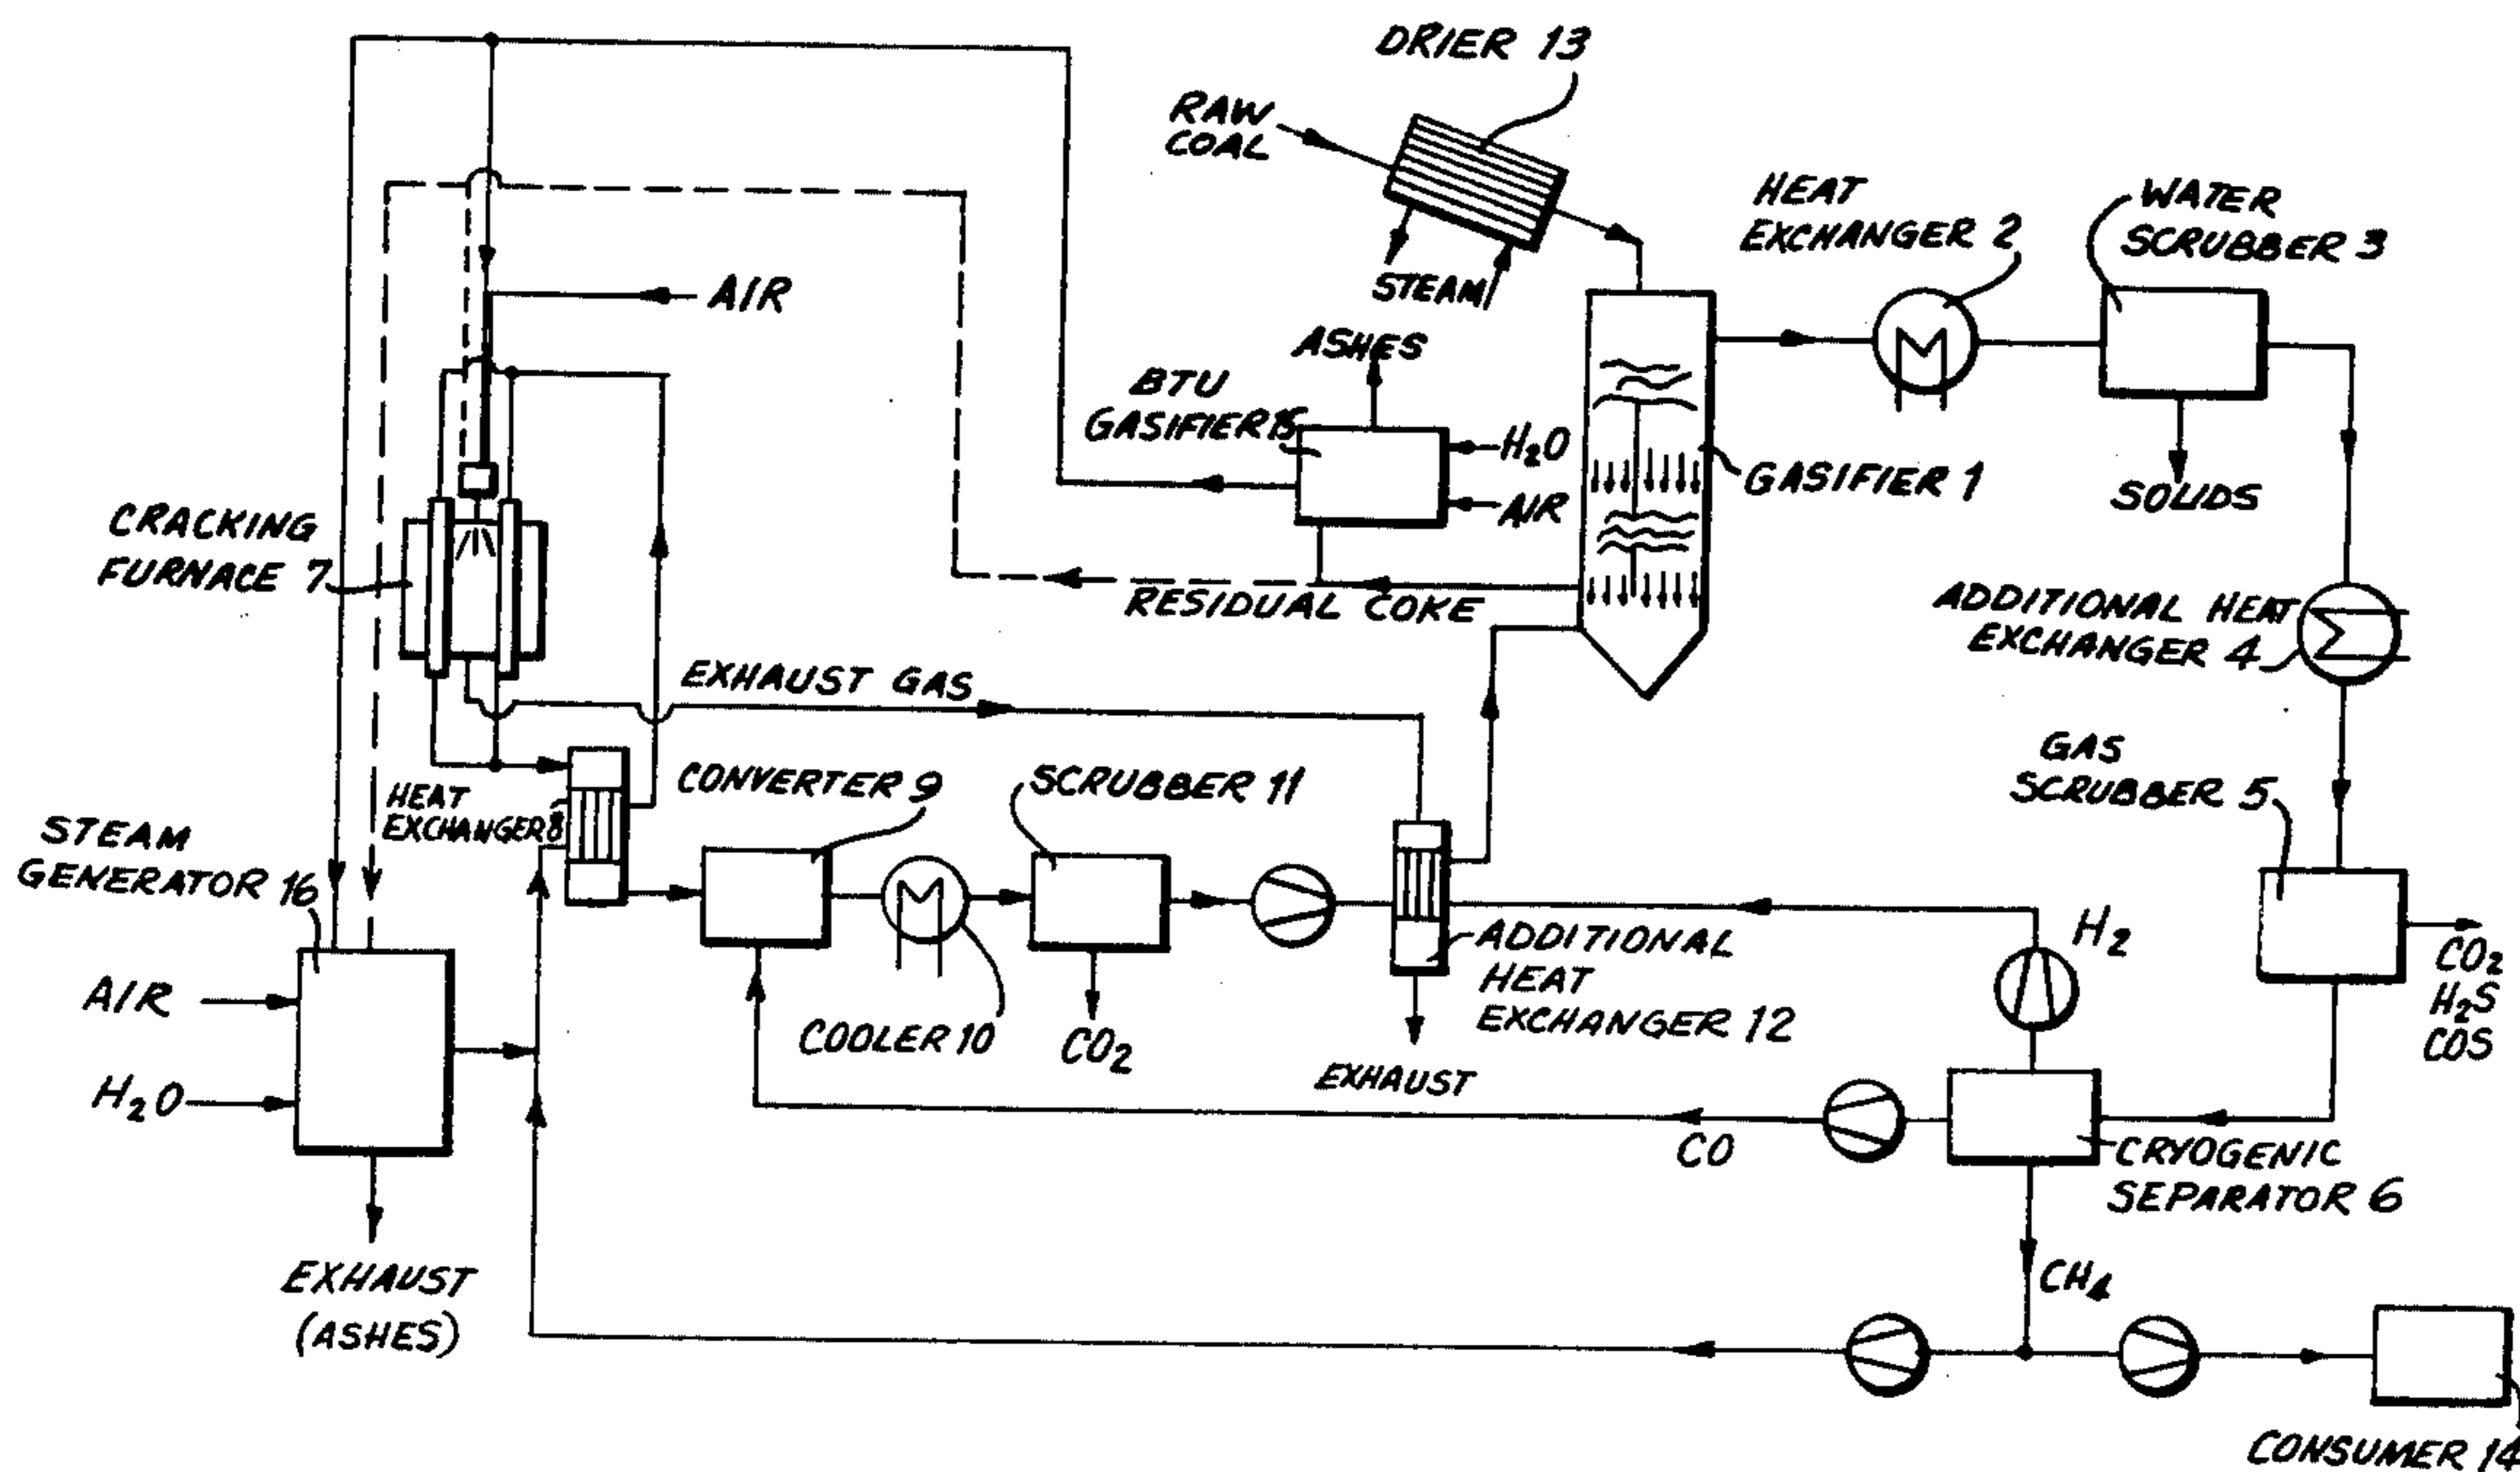 DRIER 13
RAW
COAL
STEAM
HEAT
EXCHANGER 2
WATER
SCRUBBER 3
AIR
ASHES
BTU
GASIFIER 15
H2O
AIR
GASIFIER 1
SOLIDS
CRACKING
FURNACE 7
RESIDUAL COKE
ADDITIONAL HEAT
EXCHANGER 4
EXHAUST GAS
GAS
SCRUBBER 5
HEAT
EXCHANGER 8
CONVERTER 9
SCRUBBER 11
STEAM
GENERATOR 16
ADDITIONAL
HEAT
EXCHANGER 12
H2
CO2
H2S
COS
AIR
H2O
COOLER 10
CO2
EXHAUST
CO
CRYOGENIC
SEPARATOR 6
EXHAUST
(ASHES)
CH4
CONSUMER 14